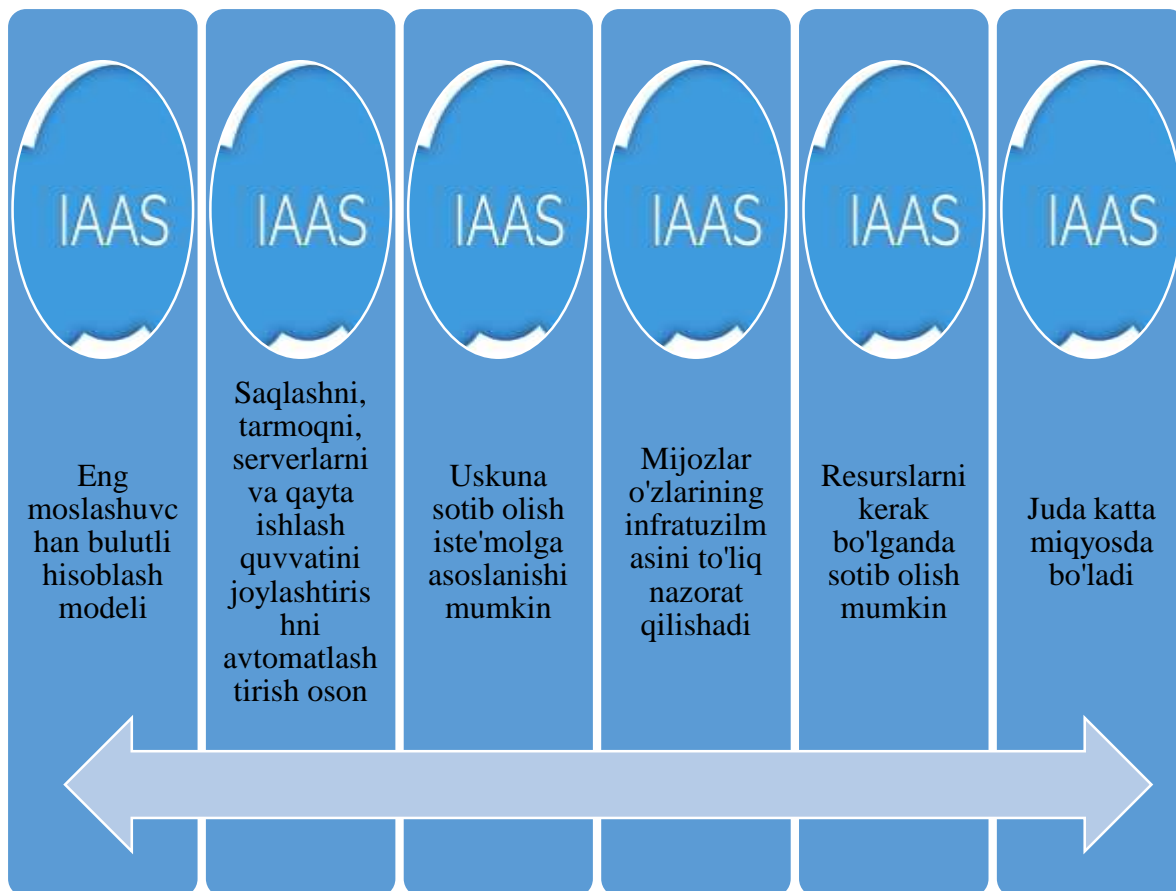 IAAS
Eng
moslashuvc
han bulutli
hisoblash
modeli
IAAS
Saqlashni,
tarmoqni,
serverlarni
va qayta
ishlash
quvvatini
joylashtiris
hni
avtomatlash
tirish oson
IAAS
Uskuna
sotib olish
iste'molga
asoslanishi
mumkin
IAAS
Mijozlar
o'zlarining
infratuzilm
asini to'liq
nazorat
qilishadi
IAAS
Resurslarni
kerak
bo'lganda
sotib olish
mumkin
IAAS
Juda katta
miqyosda
bo'ladi